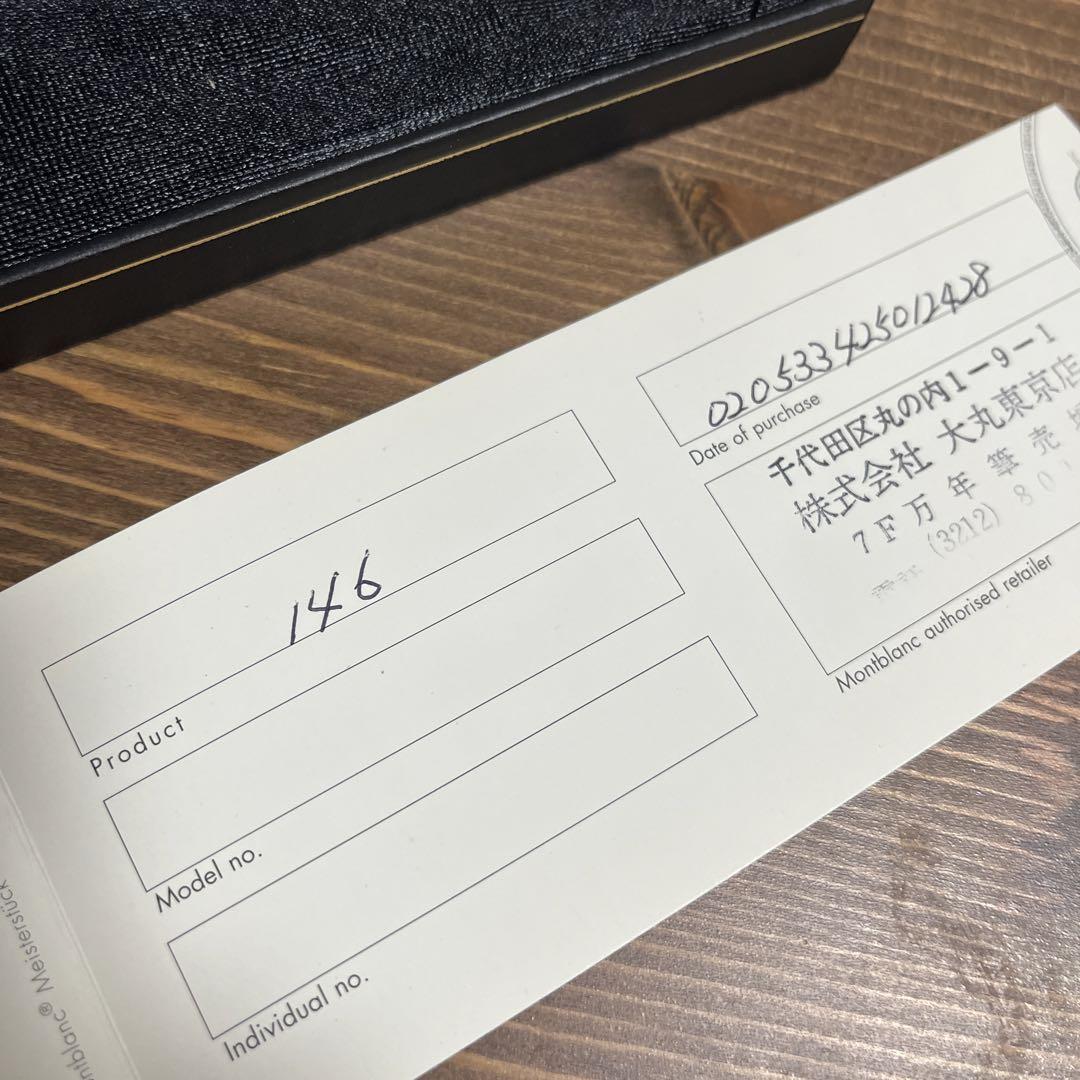 146
Product
Model no.
Individual no.
020533425012428
Date of purchase
千代田区丸の内1-9-1
株式会社 大丸東京店
7F万年筆売場
(3212) 80
Montblanc authorised retailer
ntblanc® Meisterstück